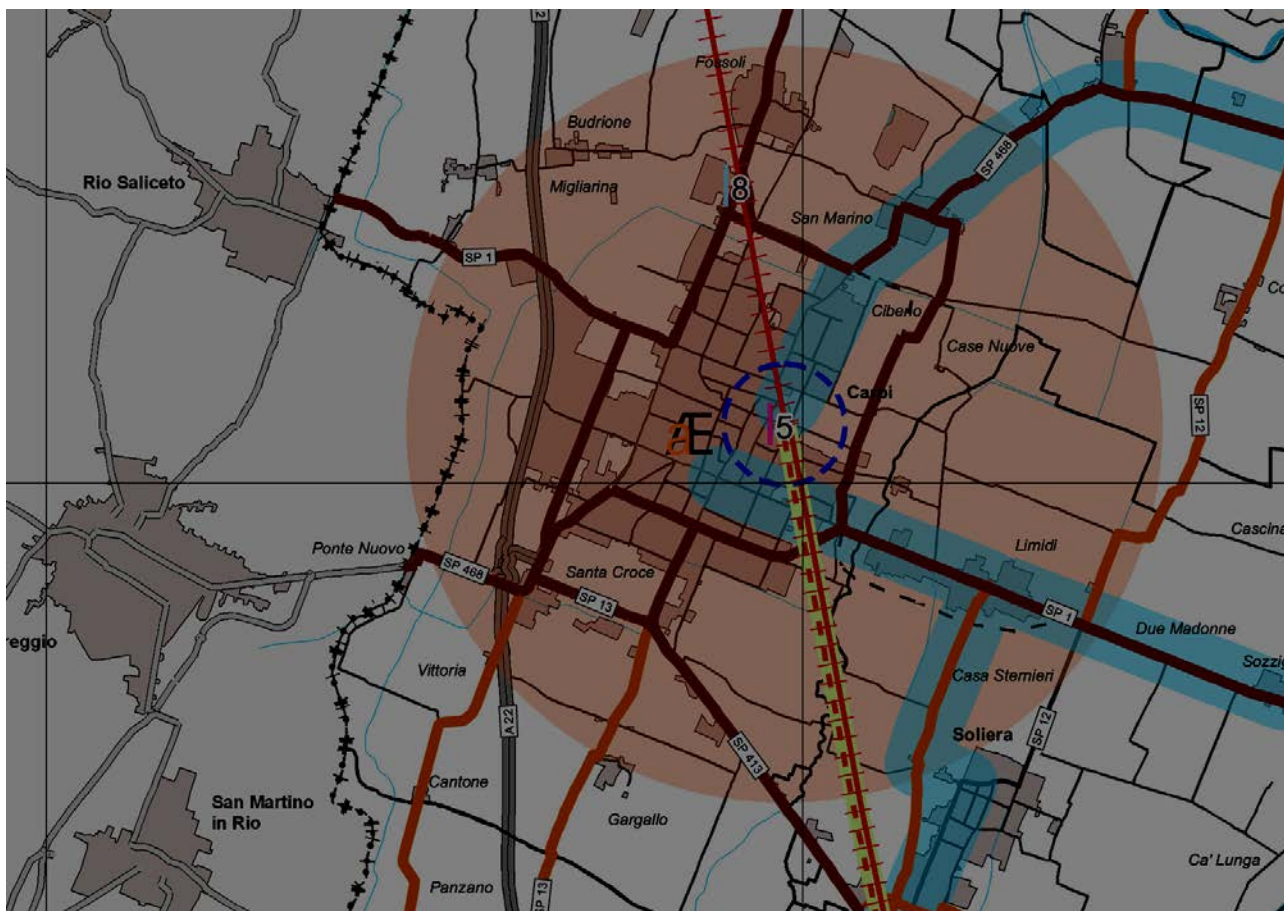 2
Fossoli
Budrione
SP 468
Rio Saliceto
Migliarina
8
San Marino
SP 1
Cibeno
Case Nuove
Carpi
SP 12
5
Æ
Ponte Nuovo
Limidi
Cascina
SP 468
Santa Croce
SP 13
SP 1
reggio
Due Madonne
Vittoria
Sozzig
Casa Sternieri
A 22
SP 12
Soliera
SP 413
Cantone
San Martino
in Rio
Gargallo
Ca' Lunga
Panzano
SP 13